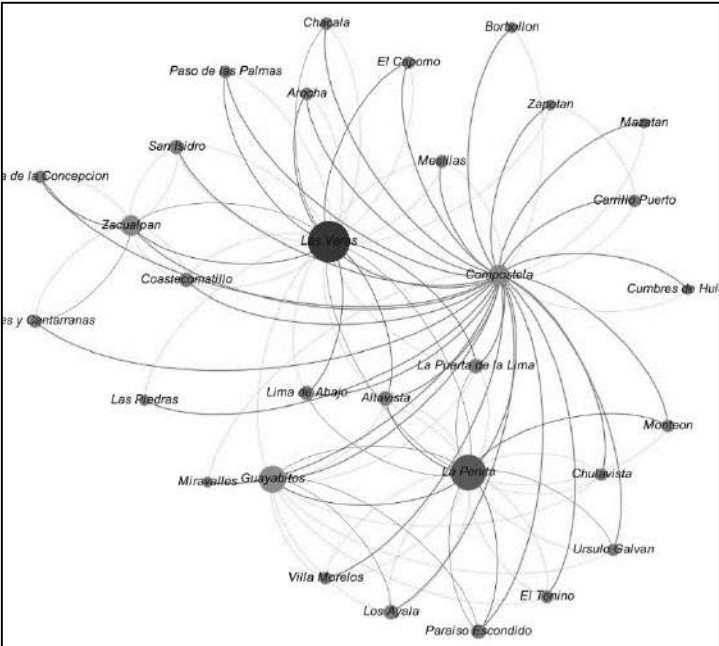 Chacala
Borbollon
El Capomo
Paso de las Palmas
Arocha
Zapotan
Mazatan
San Isidro
Mesillas
a de la Concepcion
Carrillo Puerto
Zacualpan
Las Varas
Compostela
Coastecomatillo
Cumbres de Hui
es y Cantarranas
La Puerta de la Lima
Lima de Abajo
Altavista
Las Piedras
Monteon
La Peñita
Chulavista
Miravalles
Guayabitos
Ursulo Galvan
Villa Morelos
El Tonino
Los Ayala
Paraiso Escondido